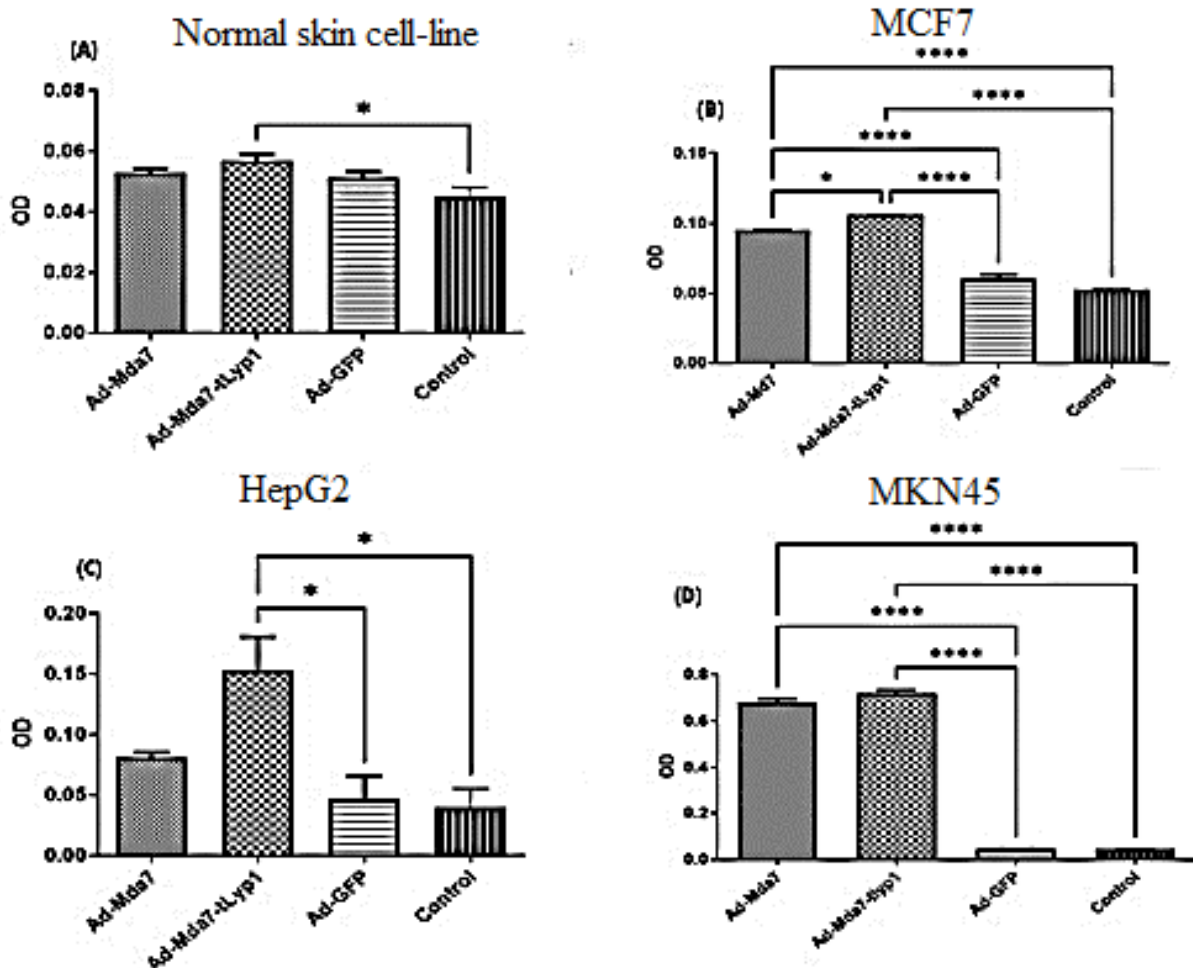 Normal skin cell-line
(A)
*
0.08
0.06
0.04
0.02
0.00
OD
Ad-Mda7
Ad-Mda7-tLyp1
Ad-GFP
Control
MCF7
(B)
****
****
****
* ****
0.15
0.10
0.05
0.00
OD
Ad-Md7
Ad-Mda7-tLyp1
Ad-GFP
Control
HepG2
(C)
*
*
0.20
0.15
0.10
0.05
0.00
OD
Ad-Mda7
Ad-Mda7-tLyp1
Ad-GFP
Control
MKN45
(D)
****
****
****
****
0.8
0.6
0.4
0.2
0.0
OD
Ad-Mda7
Ad-Mda7-tlyp1
Ad-GFP
Control